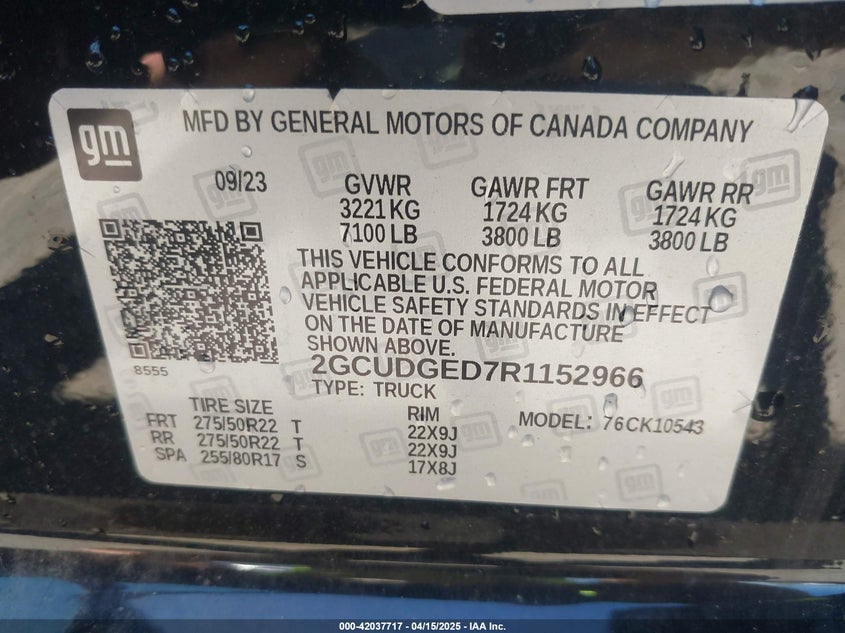 gm
MFD BY GENERAL MOTORS OF CANADA COMPANY
09/23
GVWR
3221 KG
7100 LB
GAWR FRT
1724 KG
3800 LB
GAWR RR
1724 KG
3800 LB
THIS VEHICLE CONFORMS TO ALL
APPLICABLE U.S. FEDERAL MOTOR
VEHICLE SAFETY STANDARDS IN EFFECT
ON THE DATE OF MANUFACTURE
SHOWN ABOVE.
2GCUDGED7R1152966
TYPE: TRUCK
8555
TIRE SIZE
FRT 275/50R22 T
RR 275/50R22 T
SPA 255/80R17 S
RIM
22X9J
22X9J
17X8J
MODEL: 76CK10543
000-42037717 - 04/15/2025 - IAA Inc.